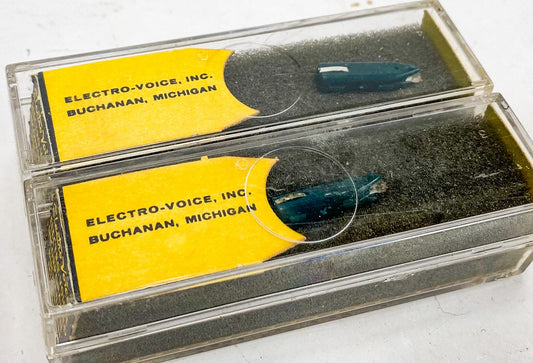 ELECTRO-VOICE, INC.
BUCHANAN, MICHIGAN
ELECTRO-VOICE, INC.
BUCHANAN, MICHIGAN